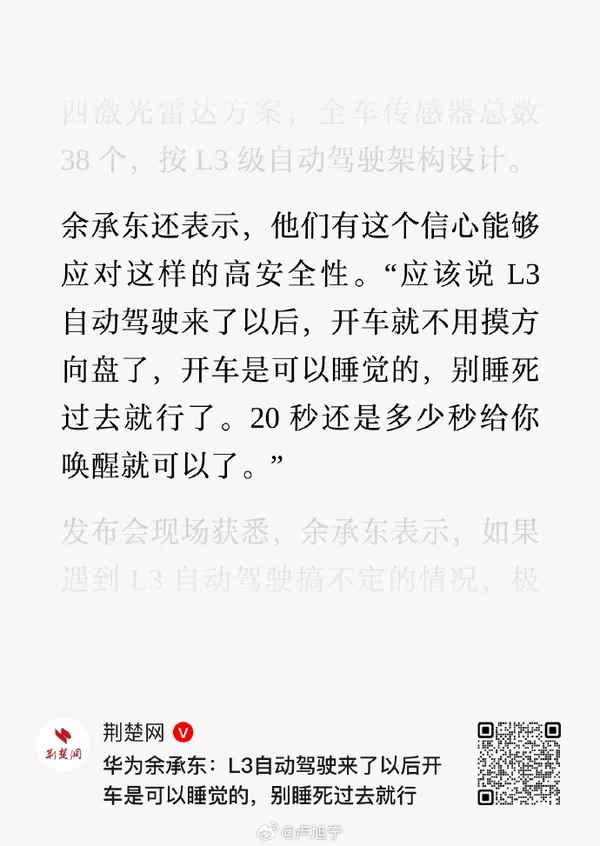 四激光雷达方案，全车传感器总数
38 个，按 L3 级自动驾驶架构设计。
余承东还表示，他们有这个信心能够
应对这样的高安全性。“应该说 L3
自动驾驶来了以后，开车就不用摸方
向盘了，开车是可以睡觉的，别睡死
过去就行了。20 秒还是多少秒给你
唤醒就可以了。”
发布会现场获悉，余承东表示，如果
遇到 L3 自动驾驶搞不定的情况，极
荆楚网
荆楚网 V
华为余承东：L3自动驾驶来了以后开
车是可以睡觉的，别睡死过去就行
@卢旭宁